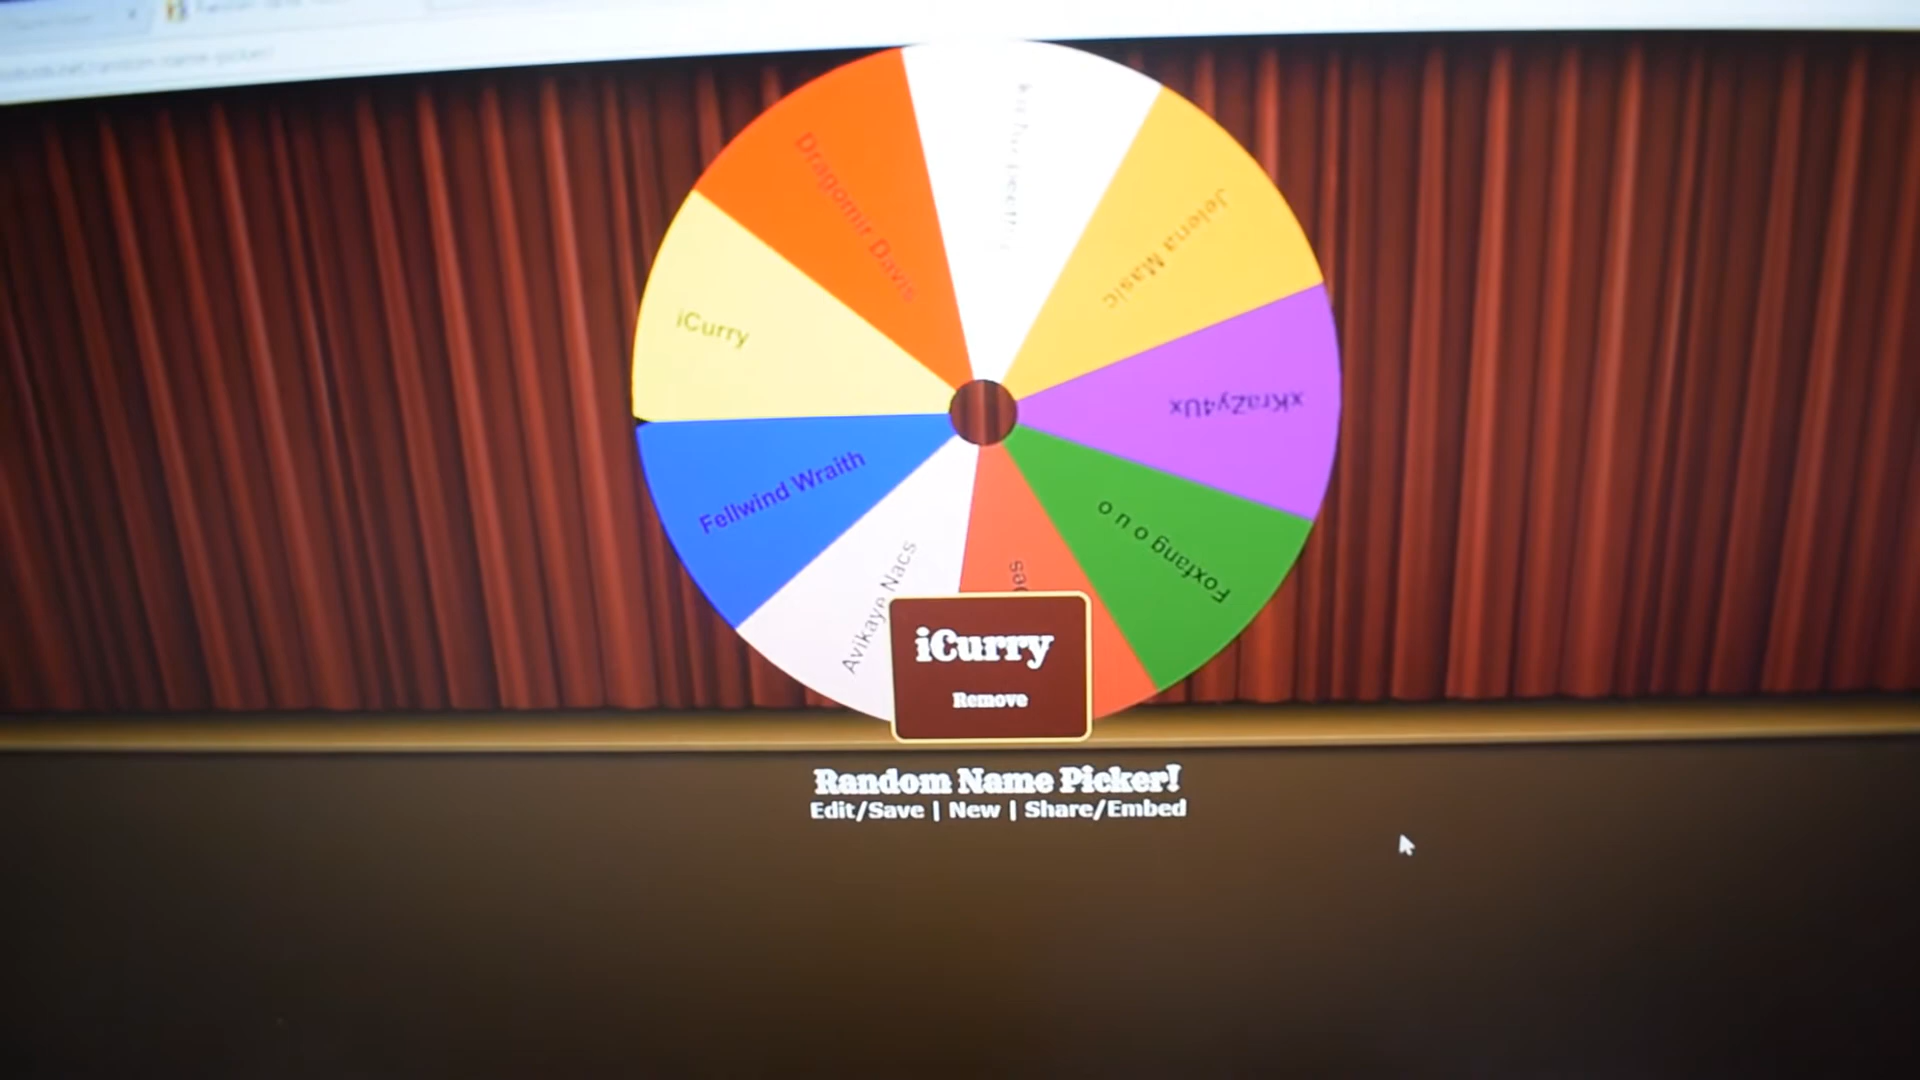 Dragomir Davis
Jelena Masic
iCurry
xKraZy4Ux
Fellwind Wraith
Foxfang o u o
Avikaye Nacs
iCurry
Remove
Random Name Picker!
Edit/Save | New | Share/Embed